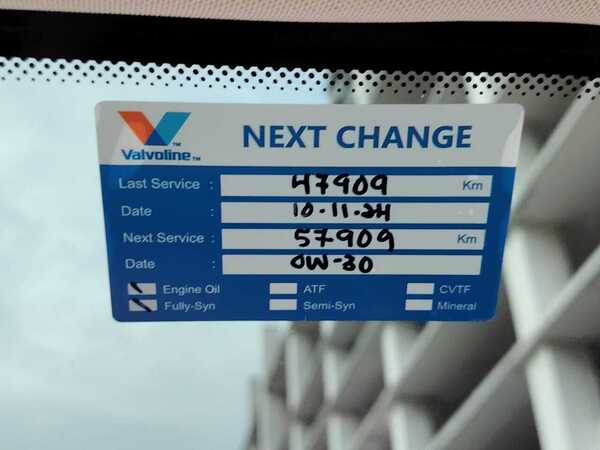 Valvoline™
NEXT CHANGE
Last Service : 47909 Km
Date : 10-11-24
Next Service : 57909 Km
Date : 0W-30
Engine Oil ATF CVTF
Fully-Syn Semi-Syn Mineral